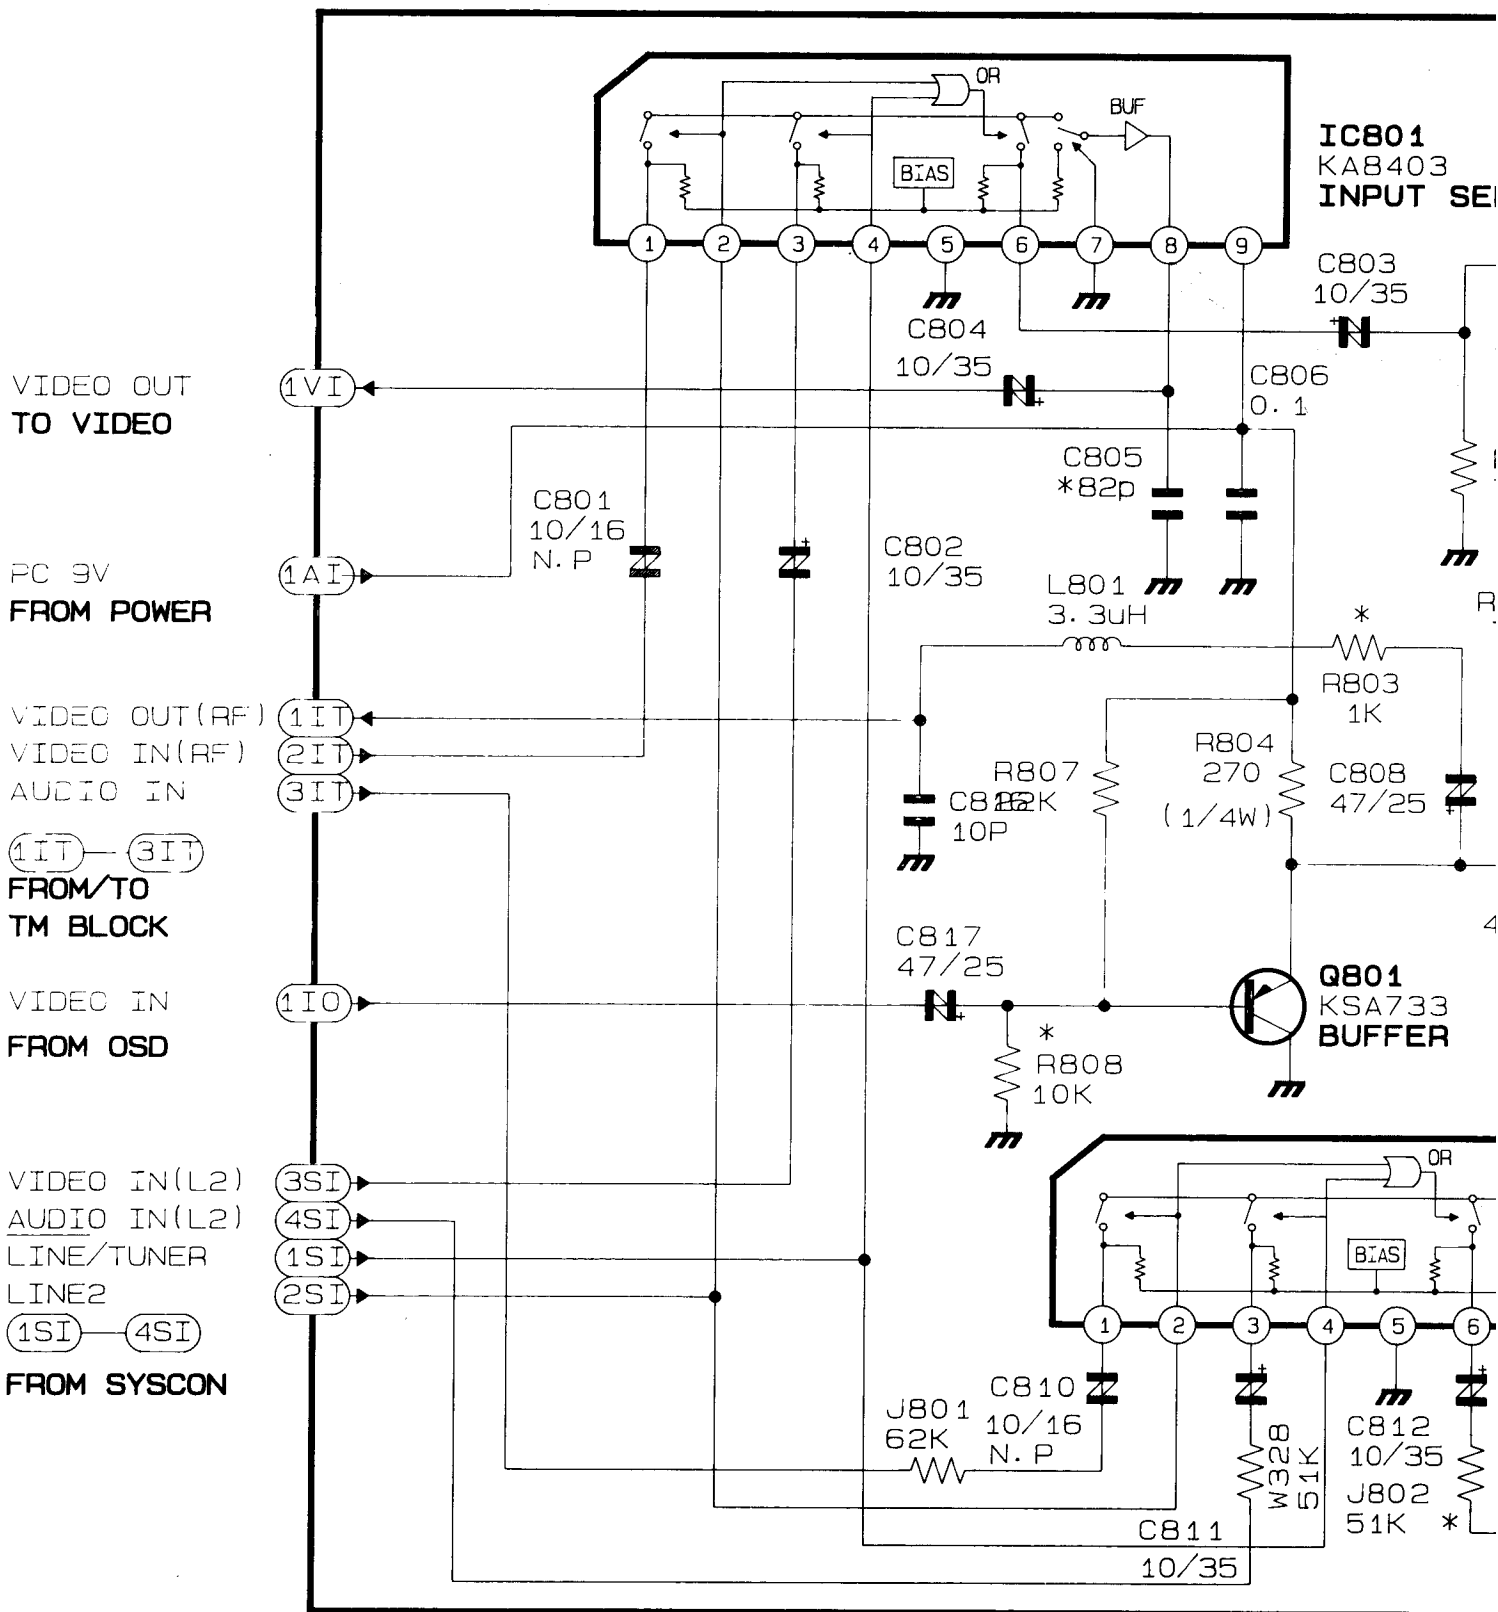 OR
BUF
BIAS
IC801
KA8403
INPUT
1
2
3
4
5
6
7
8
9
C803
10/35
+
C804
10/35
+
C806
0.1
VIDEO OUT
1VI
TO VIDEO
C805
*82p
C801
10/16
N.P
+
C802
10/35
PC 9V
1AI
FROM POWER
L801
3.3uH
*
R803
1K
VIDEO OUT(RF)
1IT
VIDEO IN(RF)
2IT
AUDIO IN
3IT
R804
270
(1/4W)
R807
C808
47/25
+
10P
1IT
3IT
FROM/TO
TM BLOCK
C817
47/25
+
Q801
KSA733
BUFFER
VIDEO IN
1IO
FROM OSD
*
R808
10K
OR
VIDEO IN(L2)
3SI
AUDIO IN(L2)
4SI
LINE/TUNER
1SI
BIAS
LINE2
2SI
1SI
4SI
1
2
3
4
5
6
FROM SYSCON
C810
10/16
N.P
+
+
J801
62K
W328
51K
C812
10/35
J802
51K *
C811
10/35